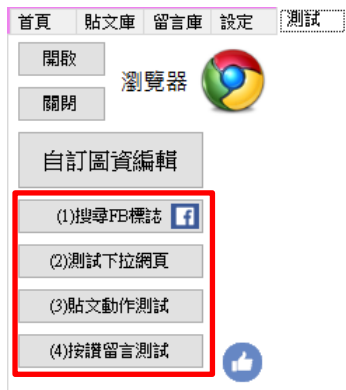 首頁 貼文庫 留言庫 設定 測試
開啟
瀏覽器
關閉
自訂圖資編輯
(1)搜尋FB標誌
(2)測試下拉網頁
(3)貼文動作測試
(4)按讚留言測試